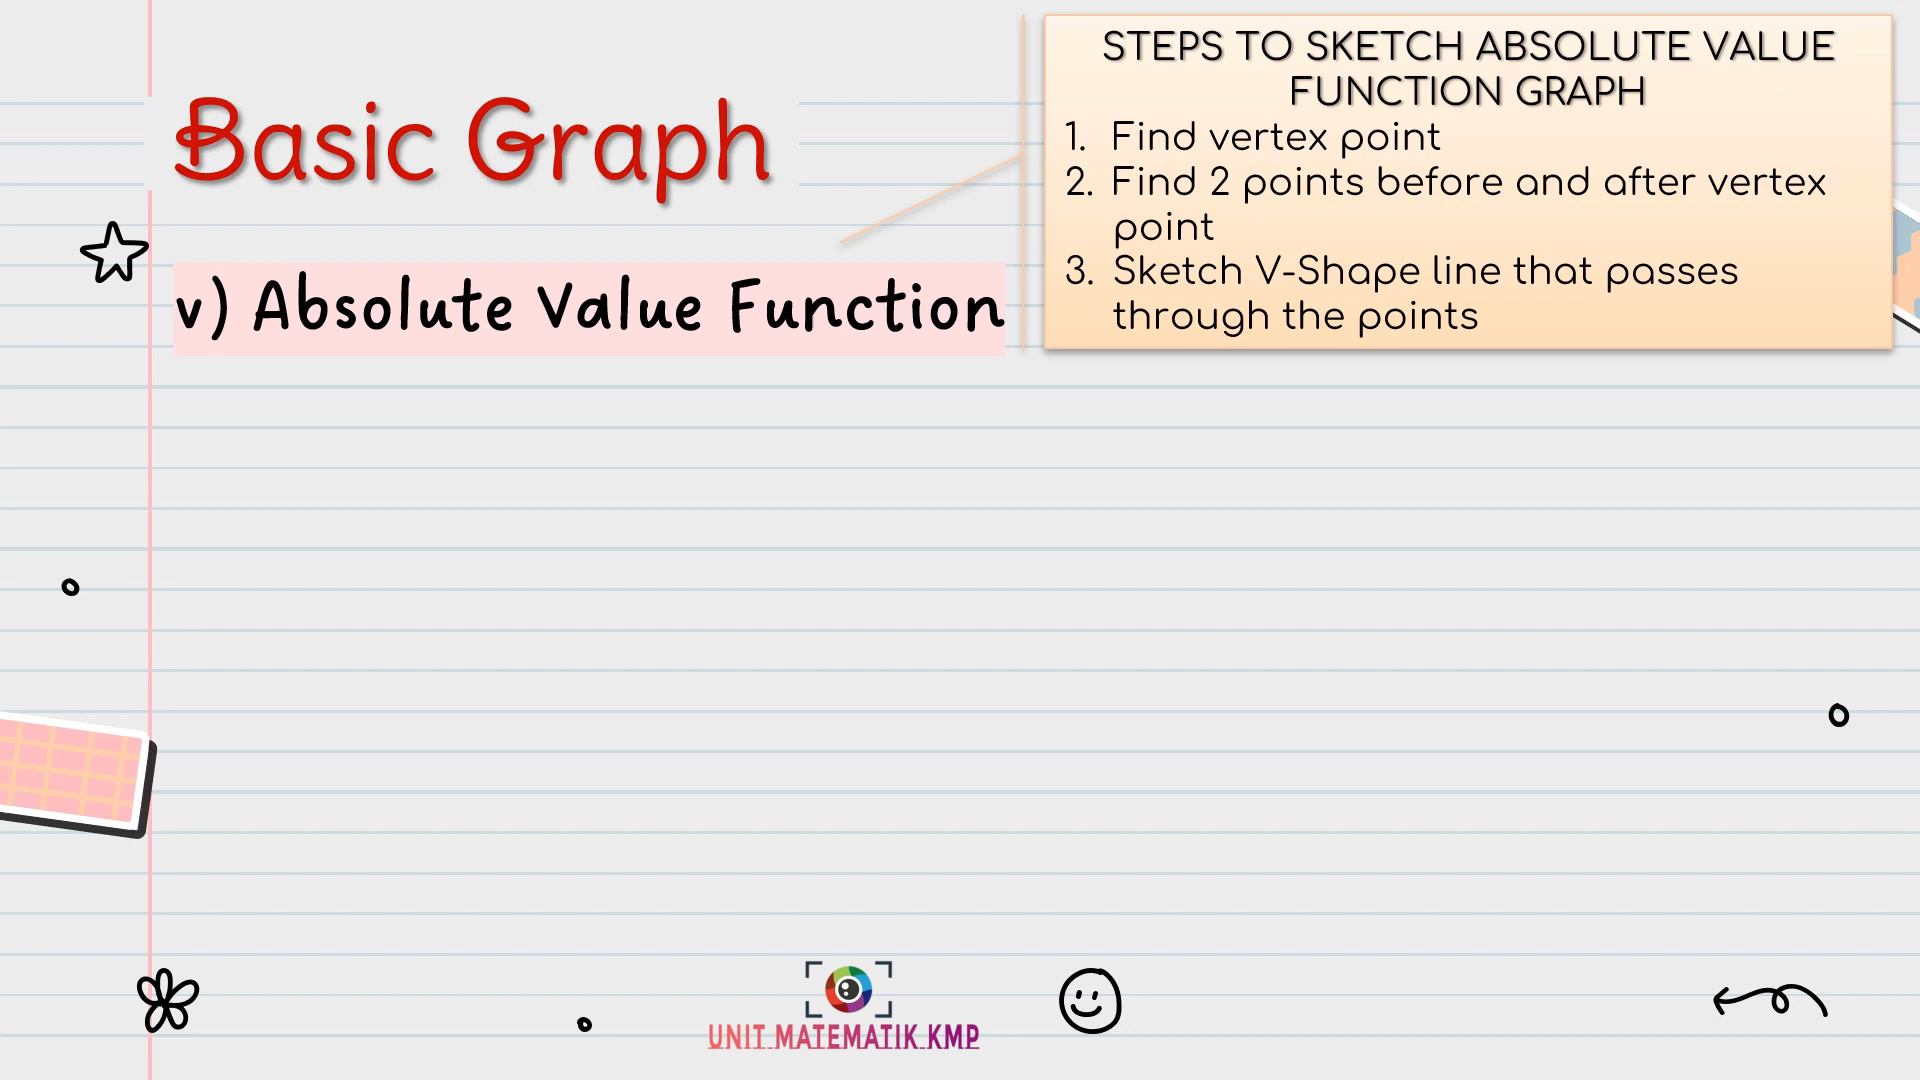 Basic Graph
v) Absolute Value Function
STEPS TO SKETCH ABSOLUTE VALUE
FUNCTION GRAPH
1. Find vertex point
2. Find 2 points before and after vertex
point
3. Sketch V-Shape line that passes
through the points
UNIT MATEMATIK KMP